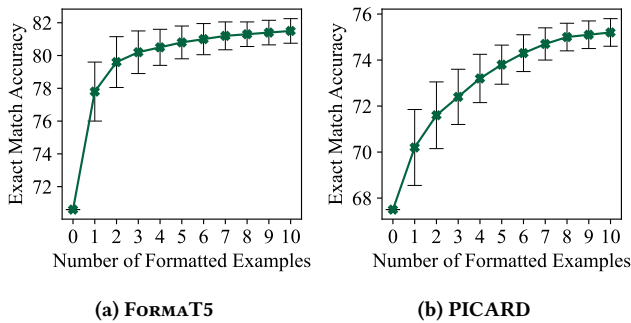 Exact Match Accuracy
82
80
78
76
74
72
0 1 2 3 4 5 6 7 8 9 10
Number of Formatted Examples
(a) FORMAT5
Exact Match Accuracy
76
74
72
70
68
0 1 2 3 4 5 6 7 8 9 10
Number of Formatted Examples
(b) PICARD